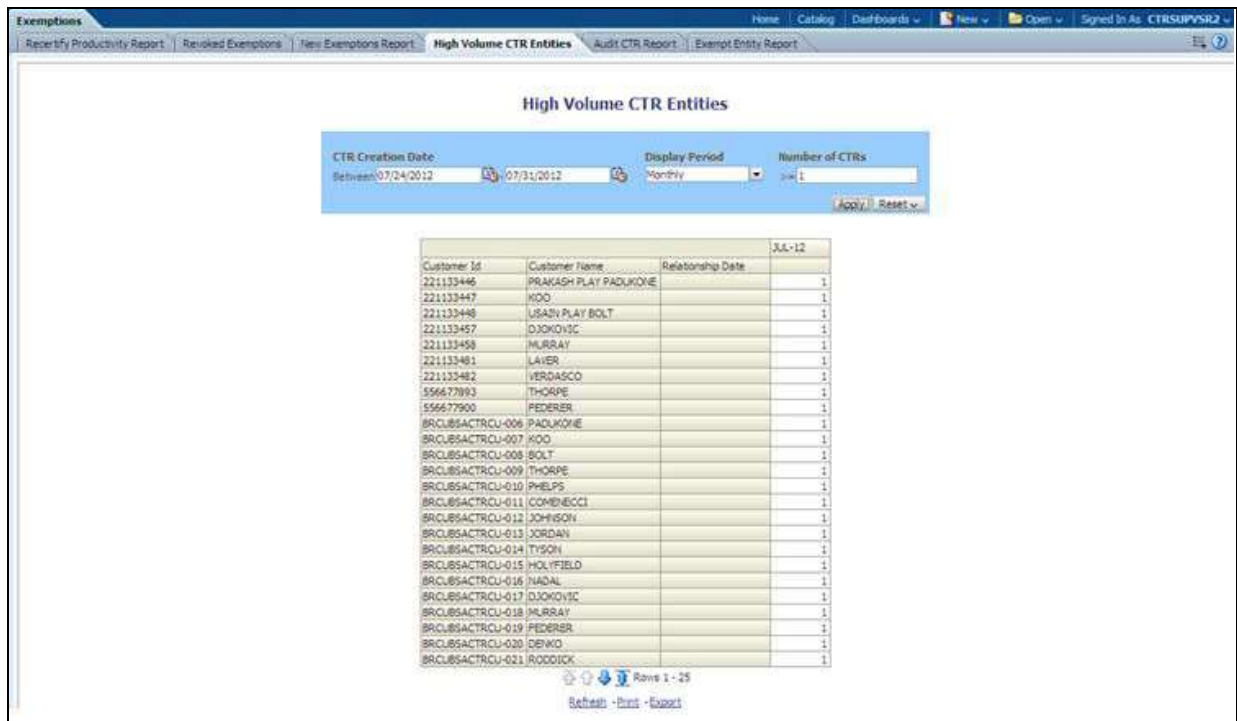 Exemptions Home Catalog Dashboards New Open Signed In As CTRSUPVSR2
Recertify Productivity Report Revoked Exemptions New Exemptions Report High Volume CTR Entities Audit CTR Report Exempt Entity Report
High Volume CTR Entities
CTR Creation Date Display Period Number of CTRs
Between 07/24/2012 - 07/31/2012 Monthly >= 1
Apply Reset
JUL-12
Customer Id Customer Name Relationship Date
221133446 PRAKASH PLAY PADUKONE 1
221133447 KOO 1
221133448 USAIN PLAY BOLT 1
221133457 DJOKOVIC 1
221133458 MURRAY 1
221133481 LAVER 1
221133482 VERDASCO 1
556677893 THORPE 1
556677900 FEDERER 1
BRCUBSACTRCU-006 PADUKONE 1
BRCUBSACTRCU-007 KOO 1
BRCUBSACTRCU-008 BOLT 1
BRCUBSACTRCU-009 THORPE 1
BRCUBSACTRCU-010 PHELPS 1
BRCUBSACTRCU-011 COMENECCI 1
BRCUBSACTRCU-012 JOHNSON 1
BRCUBSACTRCU-013 JORDAN 1
BRCUBSACTRCU-014 TYSON 1
BRCUBSACTRCU-015 HOLYFIELD 1
BRCUBSACTRCU-016 NADAL 1
BRCUBSACTRCU-017 DJOKOVIC 1
BRCUBSACTRCU-018 MURRAY 1
BRCUBSACTRCU-019 FEDERER 1
BRCUBSACTRCU-020 DENKO 1
BRCUBSACTRCU-021 RODDICK 1
Rows 1 - 25
Refresh - Print - Export